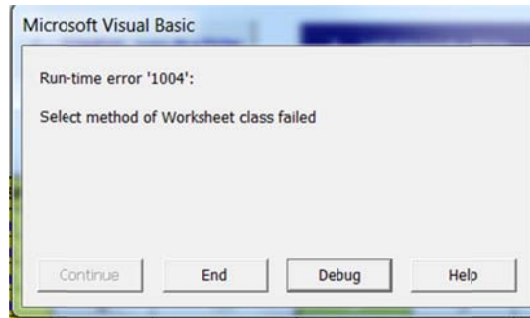 Microsoft Visual Basic
Run-time error '1004':
Select method of Worksheet class failed
Continue
End
Debug
Help